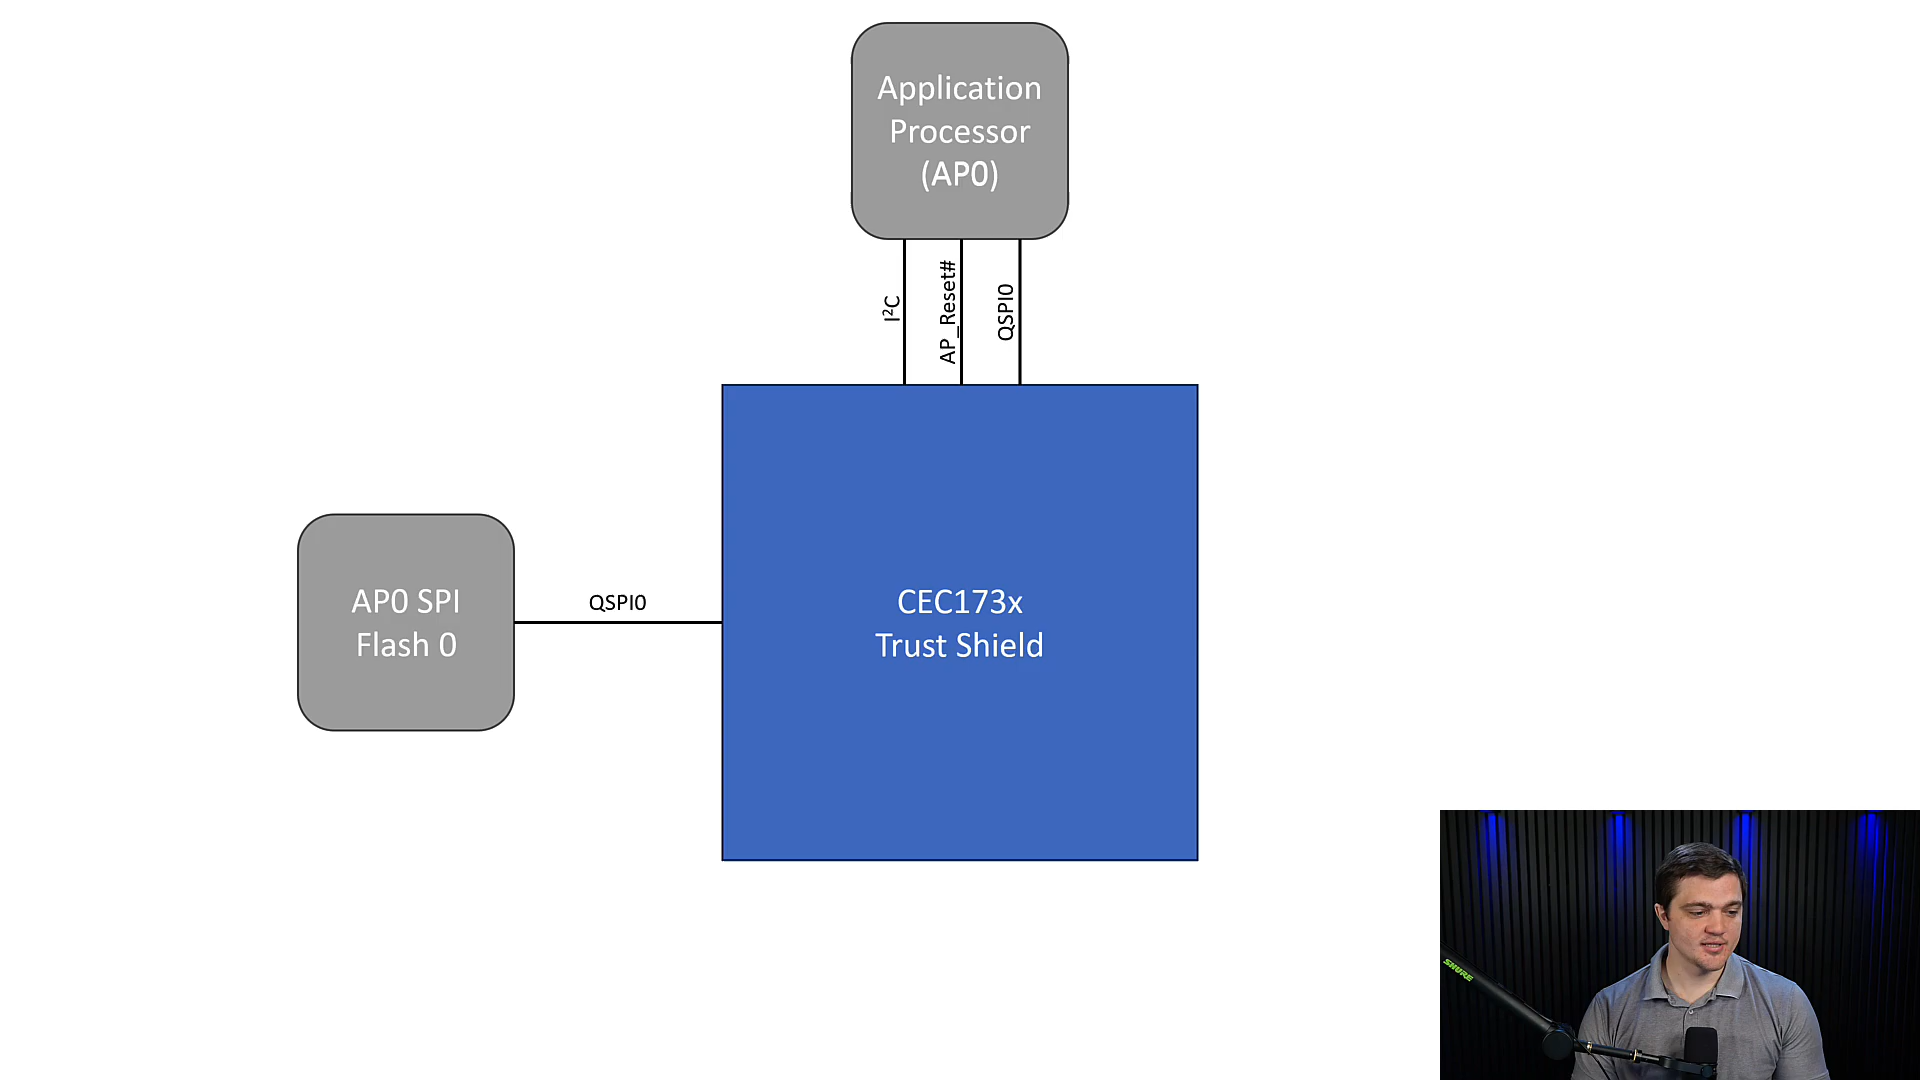 Application
Processor
(AP0)
I²C
AP_Reset#
QSPI0
AP0 SPI
Flash 0
QSPI0
CEC173x
Trust Shield
SHURE